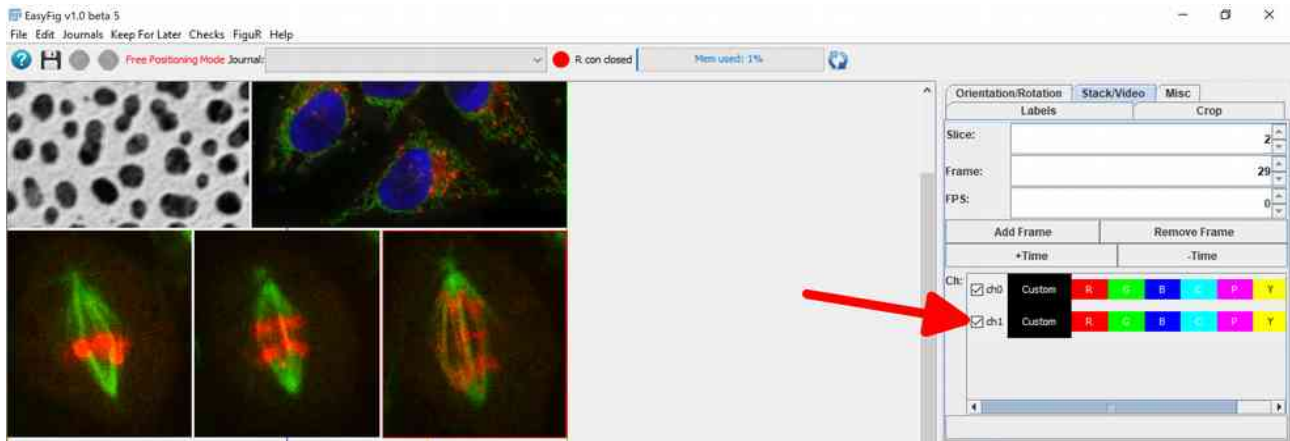 EasyFig v1.0 beta 5
File Edit Journals Keep For Later Checks FiguR Help
Free Positioning Mode Journal: R con closed Mem used: 1%
Orientation/Rotation Stack/Video Misc
Labels Crop
Slice: 2
Frame: 29
FPS: 0
Add Frame Remove Frame
+Time -Time
Ch:
ch0 Custom R G B C P Y
ch1 Custom R G B C P Y